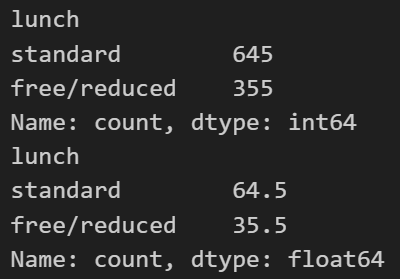 lunch
standard        645
free/reduced    355
Name: count, dtype: int64
lunch
standard        64.5
free/reduced    35.5
Name: count, dtype: float64